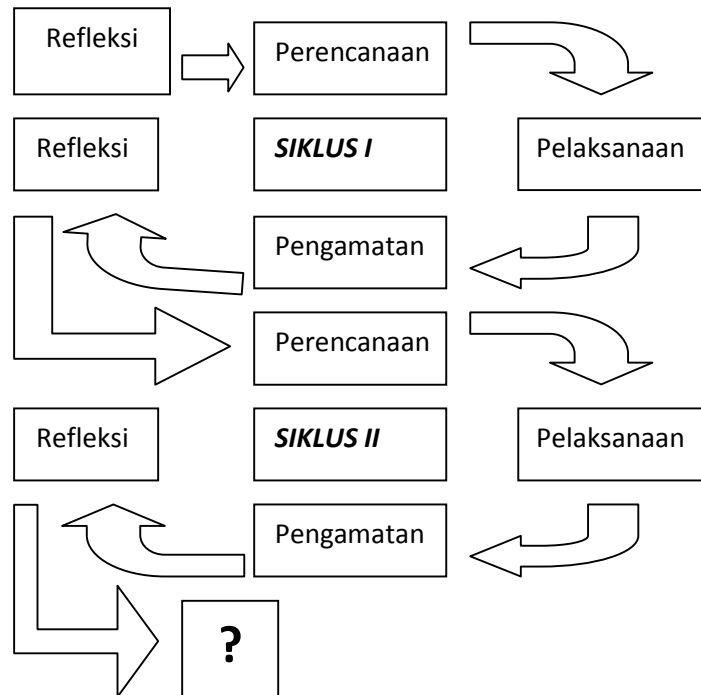 Refleksi
Perencanaan
Refleksi
SIKLUS I
Pelaksanaan
Pengamatan
Perencanaan
Refleksi
SIKLUS II
Pelaksanaan
Pengamatan
?